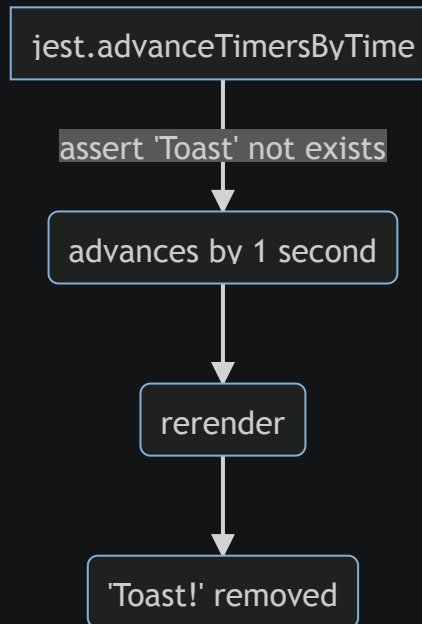 jest.advanceTimersByTime
assert 'Toast' not exists
advances by 1 second
rerender
'Toast!' removed